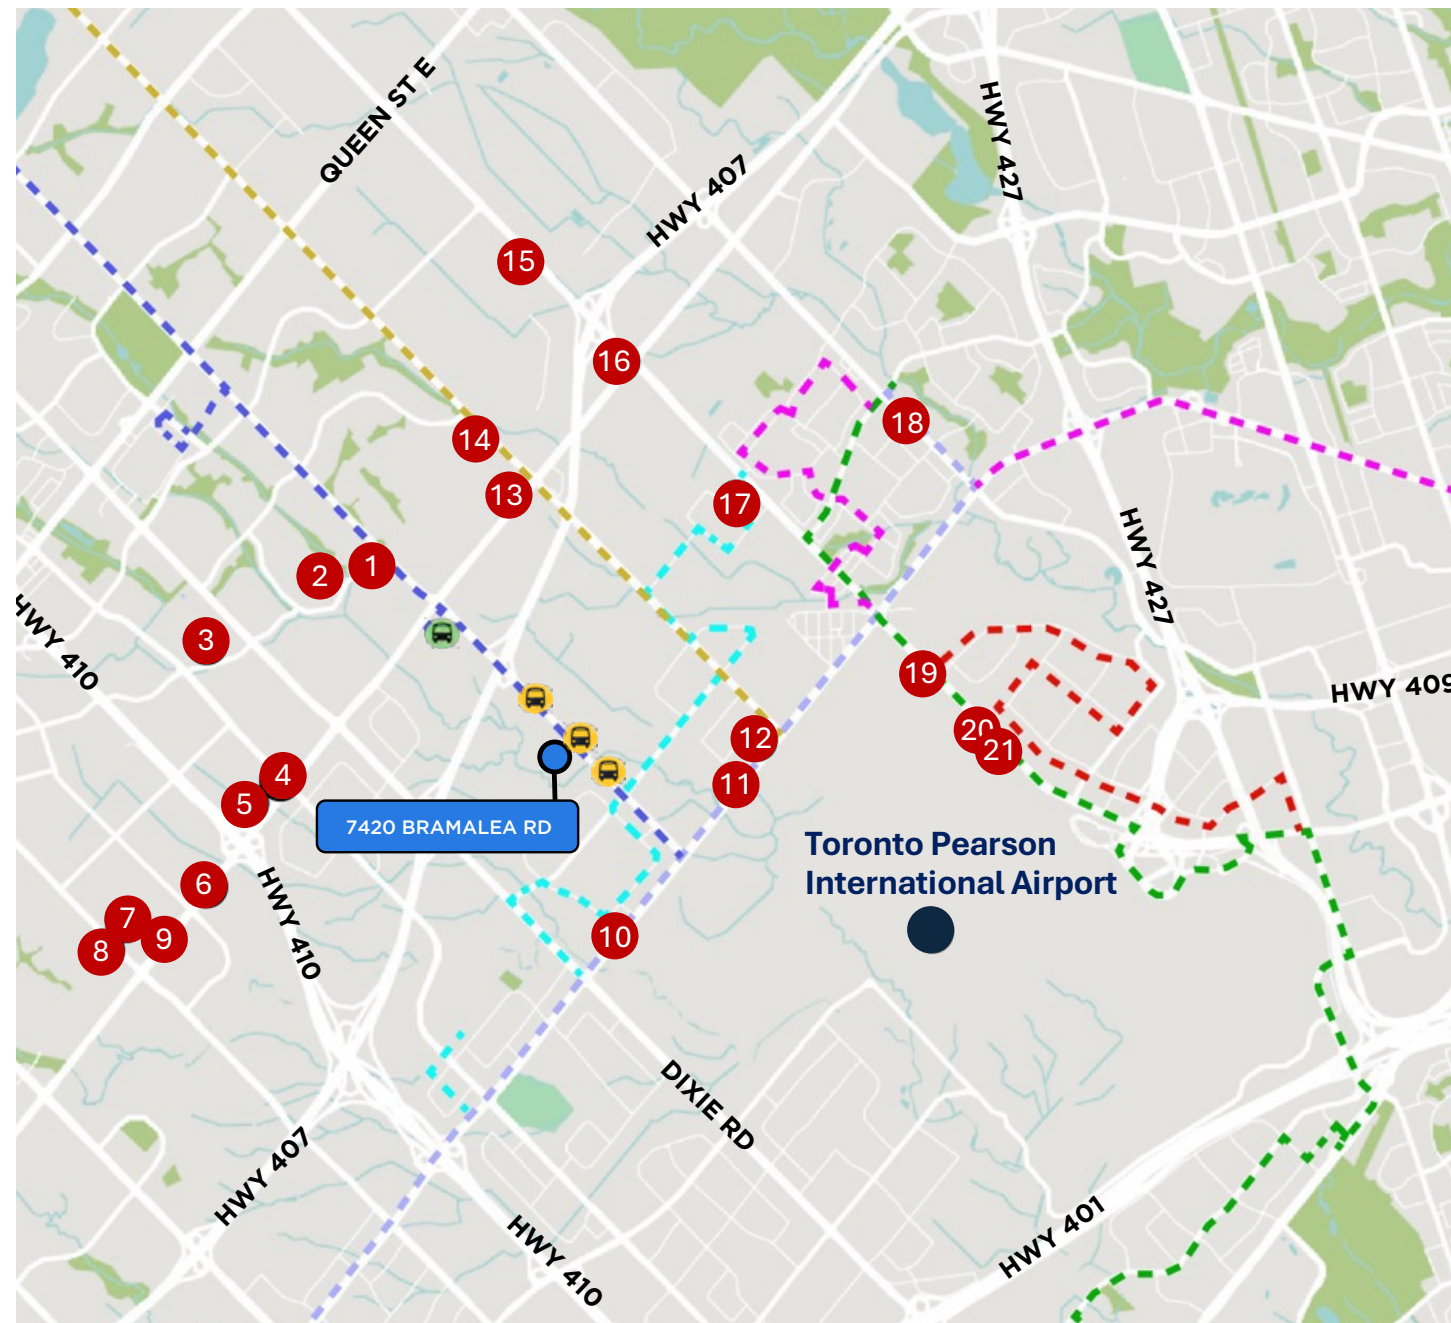 QUEEN ST E
HWY 427
HWY 407
15
16
18
14
13
17
HWY 427
1
2
HWY 410
3
19
HWY 409
20
21
12
4
11
5
7420 BRAMALEA RD
Toronto Pearson
International Airport
6
HWY 410
7
9
8
10
DIXIE RD
HWY 407
HWY 401
HWY 410